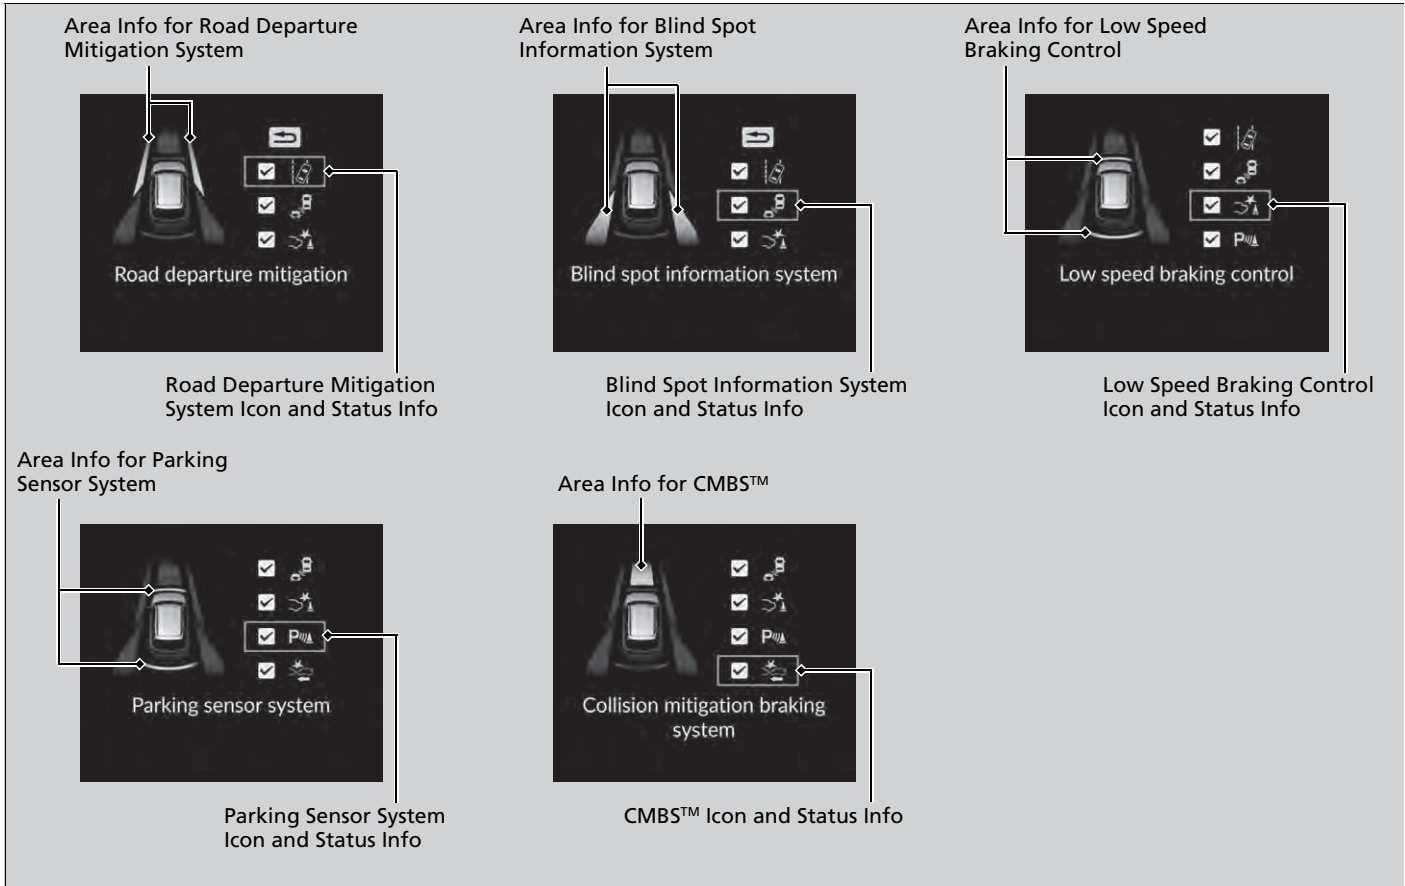 Area Info for Road Departure
Mitigation System
Area Info for Blind Spot
Information System
Area Info for Low Speed
Braking Control
Road departure mitigation
Blind spot information system
Low speed braking control
P
Road Departure Mitigation
System Icon and Status Info
Blind Spot Information System
Icon and Status Info
Low Speed Braking Control
Icon and Status Info
Area Info for Parking
Sensor System
Area Info for CMBS™
P
P
Parking sensor system
Collision mitigation braking
system
Parking Sensor System
Icon and Status Info
CMBS™ Icon and Status Info